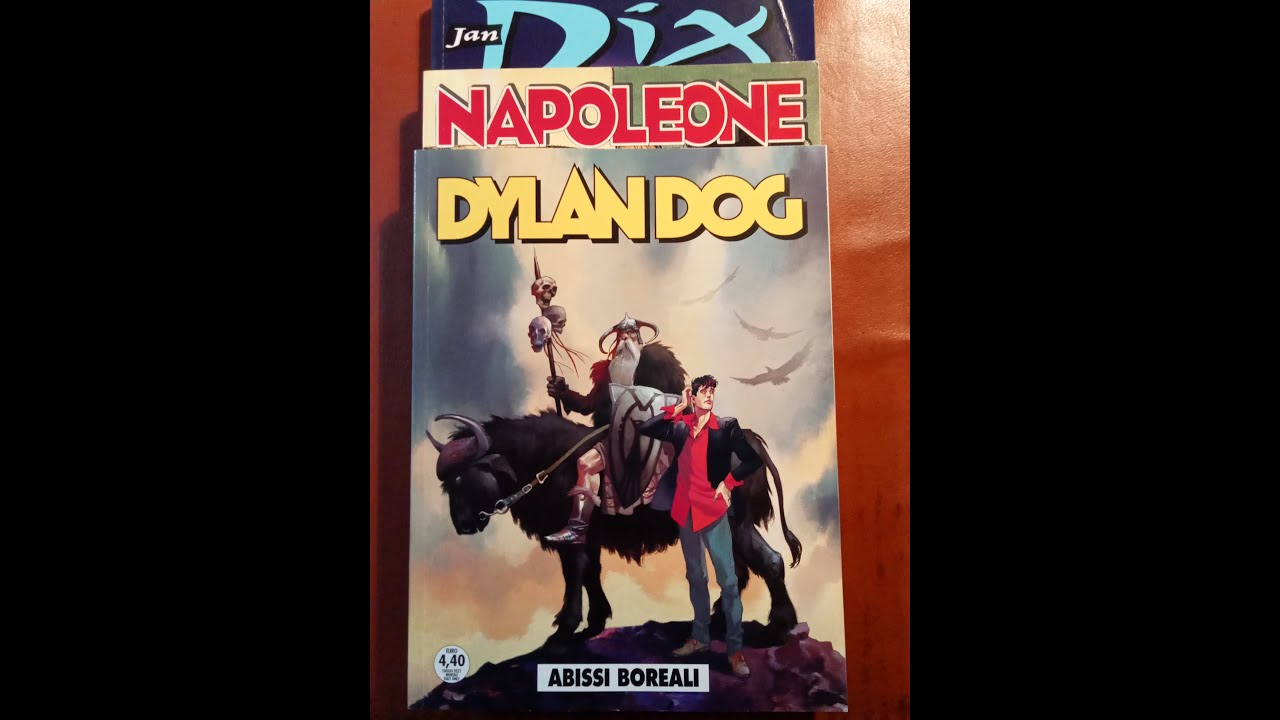 Jan
Dix
NAPOLEONE
DYLAN DOG
EURO
4,40
ABISSI BOREALI